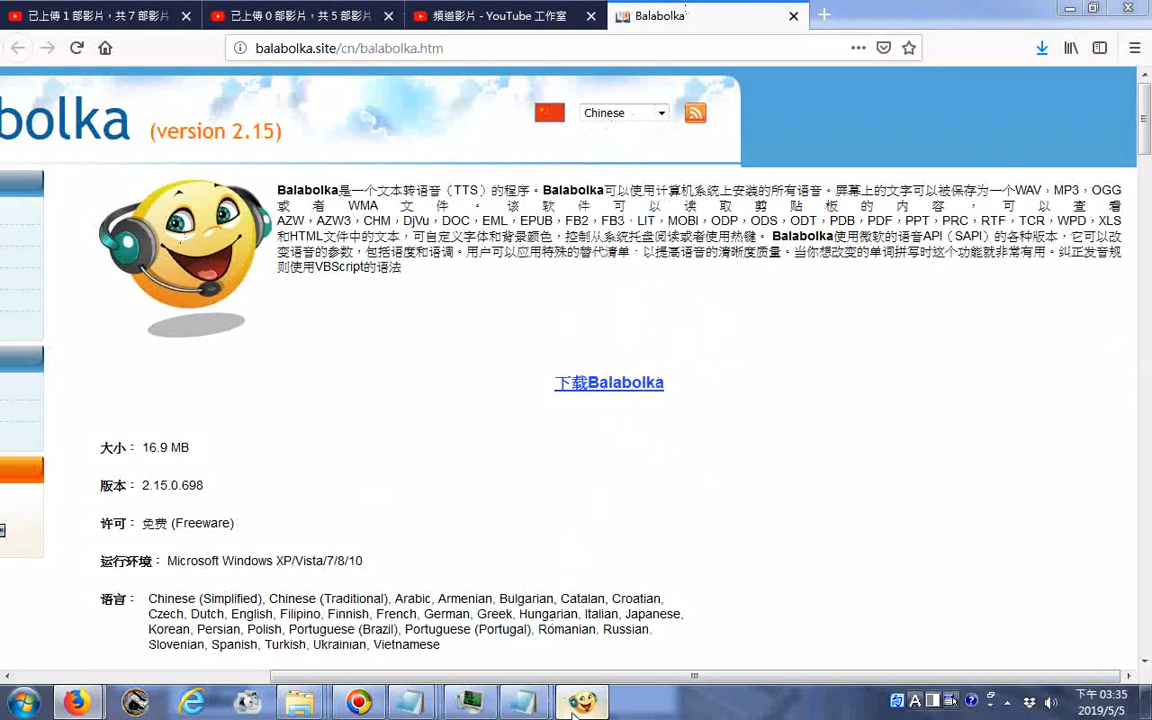 已上傳 1 部影片，共 7 部影片
已上傳 0 部影片，共 5 部影片
頻道影片 - YouTube 工作室
Balabolka
balabolka.site/cn/balabolka.htm
bolka (version 2.15)
Chinese
Balabolka是一个文本转语音（TTS）的程序。Balabolka可以使用计算机系统上安装的所有语音。屏幕上的文字可以被保存为一个WAV，MP3，OGG
或者WMA文件。该软件可以读取剪贴板的内容，可以查看
AZW，AZW3，CHM，DjVu，DOC，EML，EPUB，FB2，FB3，LIT，MOBI，ODP，ODS，ODT，PDB，PDF，PPT，PRC，RTF，TCR，WPD，XLS
和HTML文件中的文本，可自定义字体和背景颜色，控制从系统托盘阅读或者使用热键。 Balabolka使用微软的语音API（SAPI）的各种版本，它可以改
变语音的参数，包括语度和语调。用户可以应用特殊的替代清单，以提高语音的清晰度质量。当你想改变的单词拼写时这个功能就非常有用。纠正发音规
则使用VBScript的语法
下载Balabolka
大小： 16.9 MB
版本： 2.15.0.698
许可： 免费 (Freeware)
运行环境： Microsoft Windows XP/Vista/7/8/10
语言： Chinese (Simplified), Chinese (Traditional), Arabic, Armenian, Bulgarian, Catalan, Croatian,
Czech, Dutch, English, Filipino, Finnish, French, German, Greek, Hungarian, Italian, Japanese,
Korean, Persian, Polish, Portuguese (Brazil), Portuguese (Portugal), Romanian, Russian,
Slovenian, Spanish, Turkish, Ukrainian, Vietnamese
下午 03:35
2019/5/5